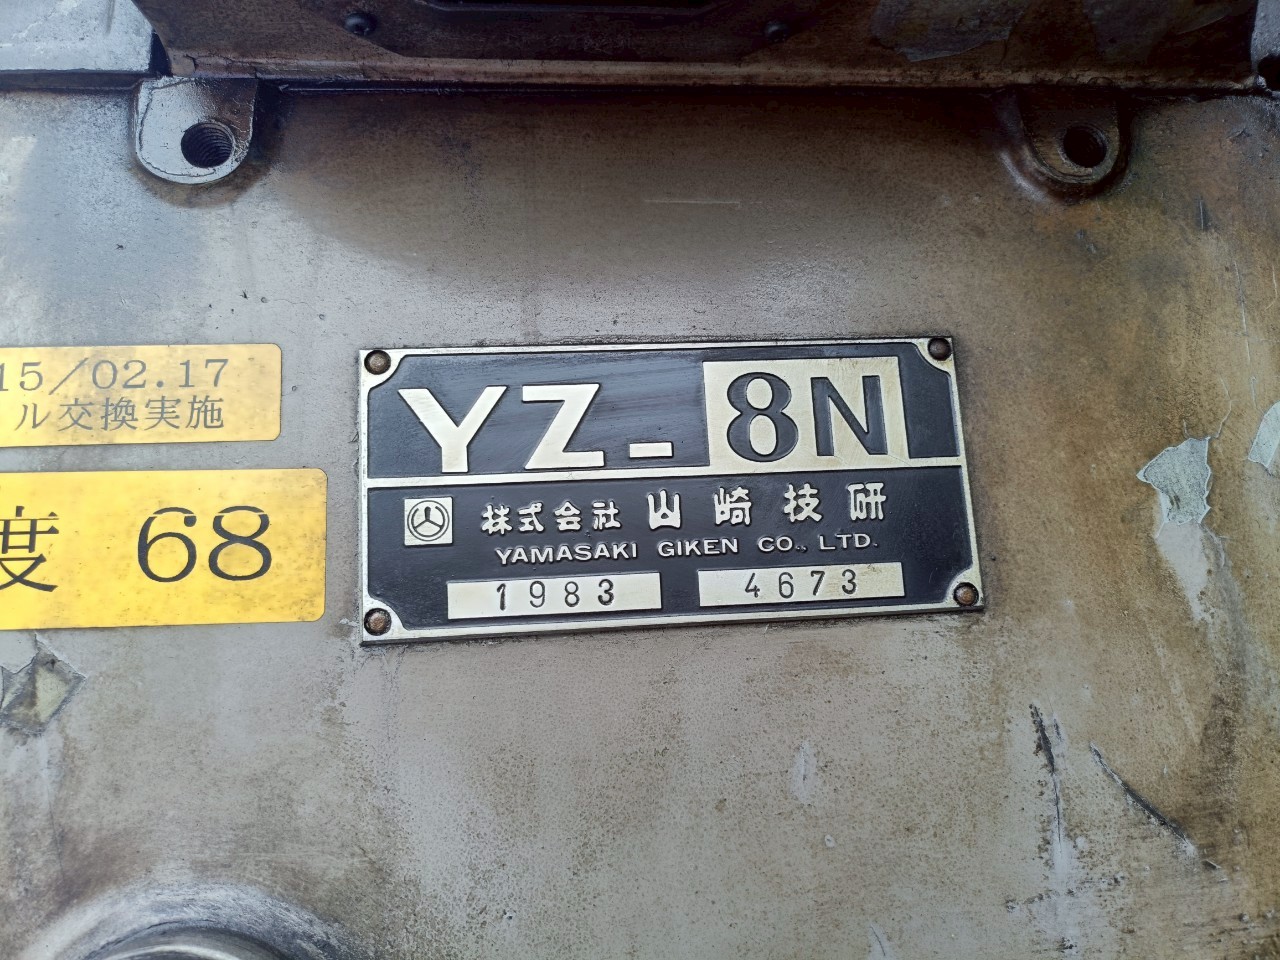 15/02.17
ル交換実施
度 68
YZ-8N
株式会社 山崎技研
YAMASAKI GIKEN CO., LTD.
1983 4673